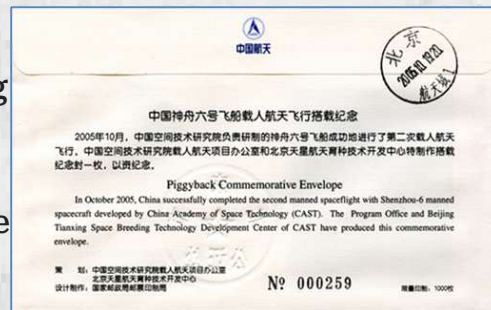 中国航天
北京
2005.10.19.20
航天城1
g
中国神舟六号飞船载人航天飞行搭载纪念
2005年10月，中国空间技术研究院负责研制的神舟六号飞船成功地进行了第二次载人航天
飞行。中国空间技术研究院载人航天项目办公室和北京天星航天育种技术开发中心特制作搭载
纪念封一枚，以资纪念。
Piggyback Commemorative Envelope
In October 2005, China successfully completed the second manned spaceflight with Shenzhou-6 manned
spacecraft developed by China Academy of Space Technology (CAST). The Program Office and Beijing
Tianxing Space Breeding Technology Development Center of CAST have produced this commemorative
envelope.
e
策 划：中国空间技术研究院载人航天项目办公室
北京天星航天育种技术开发中心
设计制作：国家邮政局邮票印制局
№ 000259
限量印制：1000枚